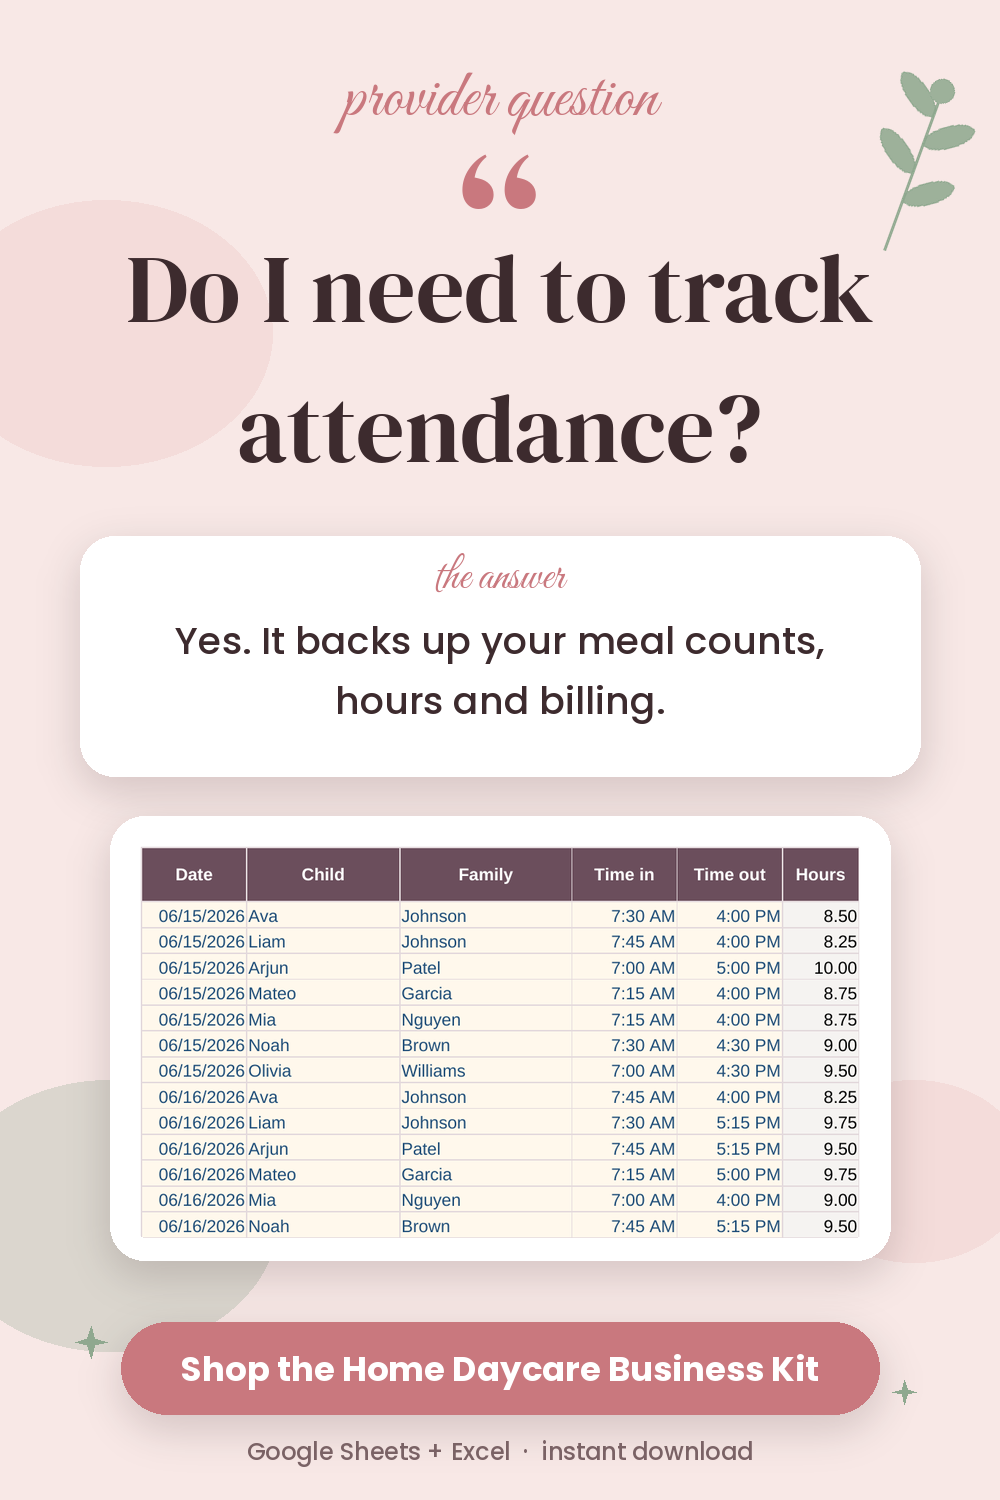 provider question
“
Do I need to track
attendance?
the answer
Yes. It backs up your meal counts,
hours and billing.
Date Child Family Time in Time out Hours
06/15/2026 Ava Johnson 7:30 AM 4:00 PM 8.50
06/15/2026 Liam Johnson 7:45 AM 4:00 PM 8.25
06/15/2026 Arjun Patel 7:00 AM 5:00 PM 10.00
06/15/2026 Mateo Garcia 7:15 AM 4:00 PM 8.75
06/15/2026 Mia Nguyen 7:15 AM 4:00 PM 8.75
06/15/2026 Noah Brown 7:30 AM 4:30 PM 9.00
06/15/2026 Olivia Williams 7:00 AM 4:30 PM 9.50
06/16/2026 Ava Johnson 7:45 AM 4:00 PM 8.25
06/16/2026 Liam Johnson 7:30 AM 5:15 PM 9.75
06/16/2026 Arjun Patel 7:45 AM 5:15 PM 9.50
06/16/2026 Mateo Garcia 7:15 AM 5:00 PM 9.75
06/16/2026 Mia Nguyen 7:00 AM 4:00 PM 9.00
06/16/2026 Noah Brown 7:45 AM 5:15 PM 9.50
Shop the Home Daycare Business Kit
Google Sheets + Excel · instant download